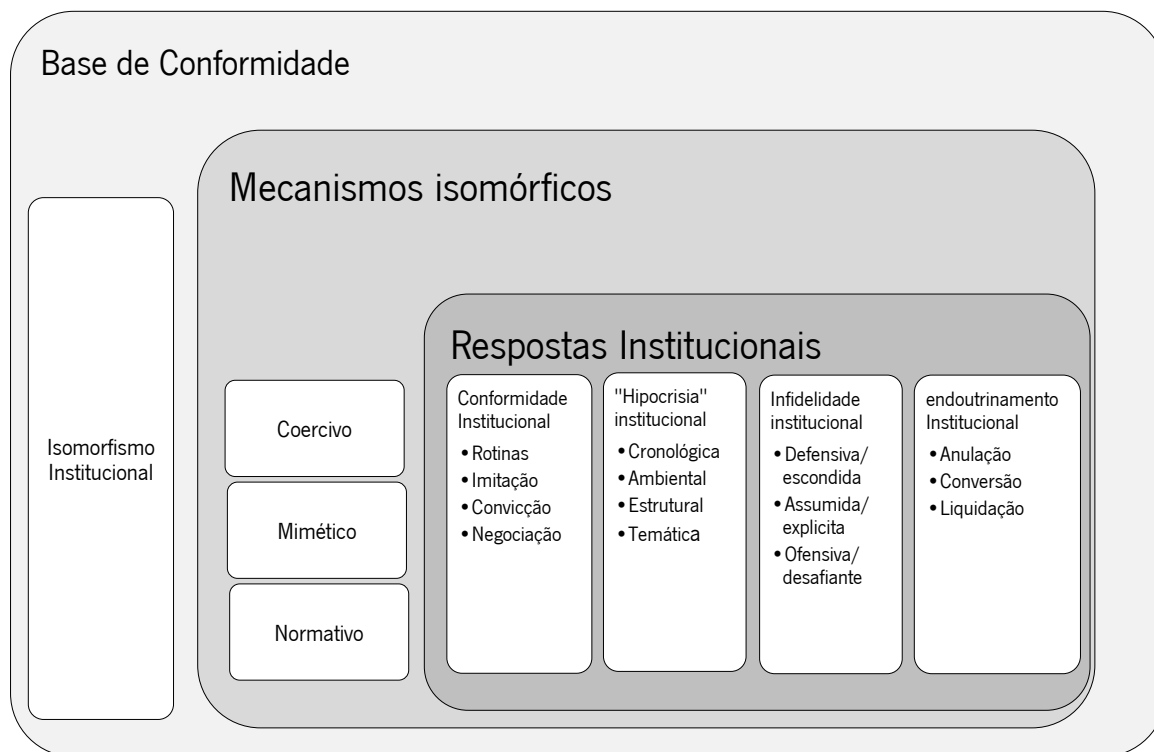 Base de Conformidade
Mecanismos isomórficos
Respostas Institucionais
Isomorfismo
Institucional
Coercivo
Mimético
Normativo
Conformidade
Institucional
• Rotinas
• Imitação
• Convicção
• Negociação
"Hipocrisia"
institucional
• Cronológica
• Ambiental
• Estrutural
• Temática
Infidelidade
institucional
• Defensiva/
escondida
• Assumida/
explicita
• Ofensiva/
desafiante
endoutrinamento
Institucional
• Anulação
• Conversão
• Liquidação